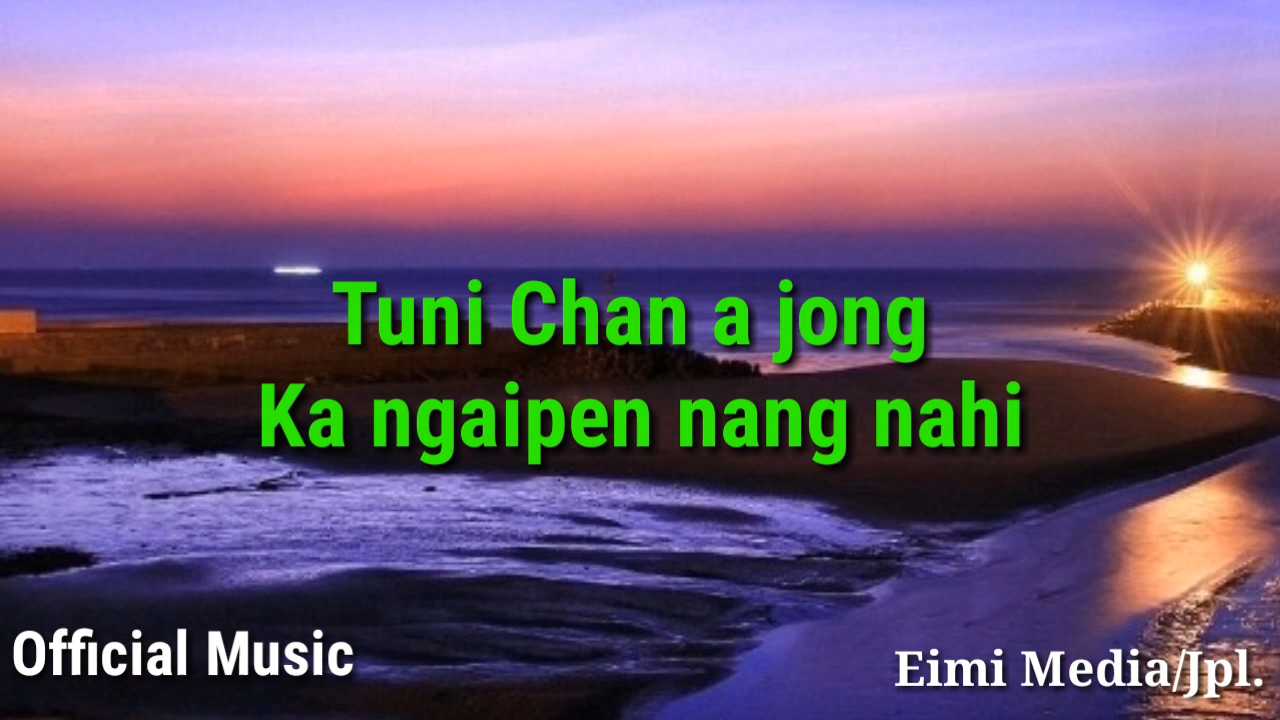 Tuni Chan a jong
Ka ngaipen nang nahi
Official Music
Eimi Media/Jpl.